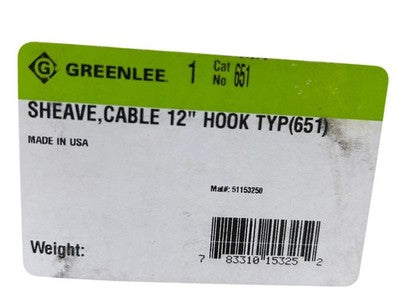 G GREENLEE. 1 Cat No 651
SHEAVE,CABLE 12" HOOK TYP(651)
MADE IN USA
Mat#: 51153250
Weight:
7 83310 15325 2